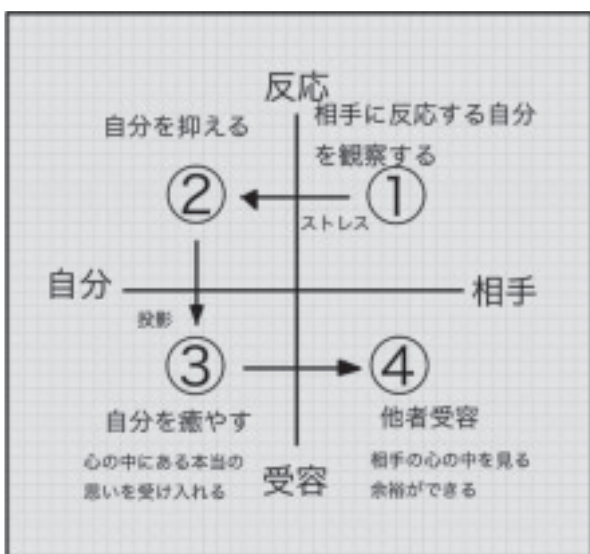 反応
自分を抑える
相手に反応する自分
を観察する
② ①
ストレス
自分
相手
投影
③ ④
自分を癒やす
他者受容
心の中にある本当の
思いを受け入れる
受容
相手の心の中を見る
余裕ができる